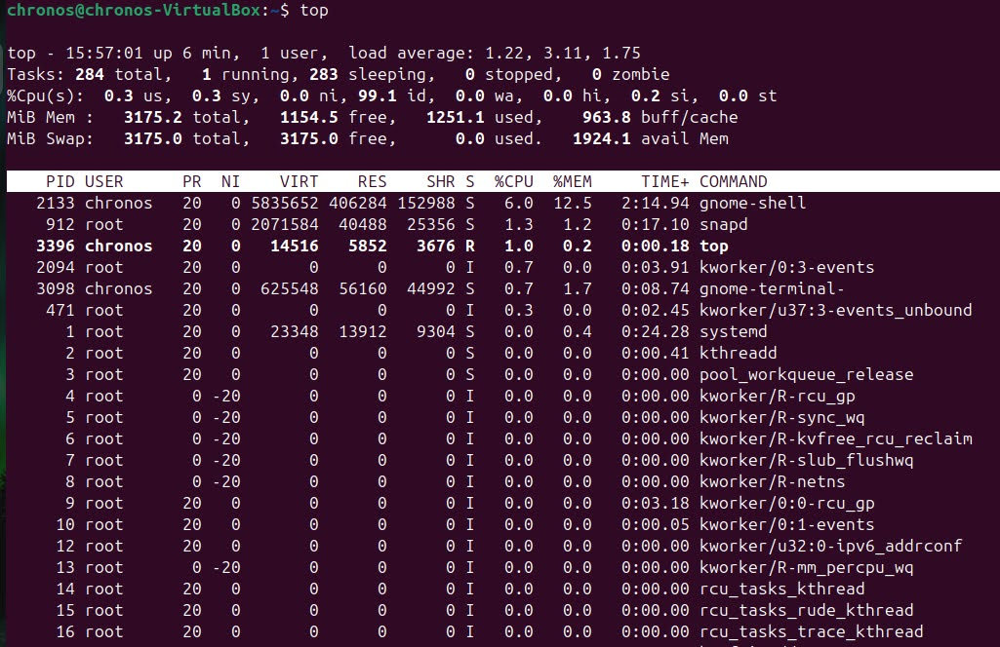 chronos@chronos-VirtualBox:~$ top
top - 15:57:01 up 6 min,  1 user,  load average: 1.22, 3.11, 1.75
Tasks: 284 total,   1 running, 283 sleeping,   0 stopped,   0 zombie
%Cpu(s):  0.3 us,  0.3 sy,  0.0 ni, 99.1 id,  0.0 wa,  0.0 hi,  0.2 si,  0.0 st
MiB Mem :   3175.2 total,   1154.5 free,   1251.1 used,    963.8 buff/cache
MiB Swap:   3175.0 total,   3175.0 free,      0.0 used.   1924.1 avail Mem
PID USER      PR  NI    VIRT    RES    SHR S  %CPU  %MEM     TIME+ COMMAND
2133 chronos   20   0 5835652 406284 152988 S   6.0  12.5   2:14.94 gnome-shell
912 root      20   0 2071584  40488  25356 S   1.3   1.2   0:17.10 snapd
3396 chronos   20   0   14516   5852   3676 R   1.0   0.2   0:00.18 top
2094 root      20   0       0      0      0 I   0.7   0.0   0:03.91 kworker/0:3-events
3098 chronos   20   0  625548  56160  44992 S   0.7   1.7   0:08.74 gnome-terminal-
471 root      20   0       0      0      0 I   0.3   0.0   0:02.45 kworker/u37:3-events_unbound
1 root      20   0   23348  13912   9304 S   0.0   0.4   0:24.28 systemd
2 root      20   0       0      0      0 S   0.0   0.0   0:00.41 kthreadd
3 root      20   0       0      0      0 S   0.0   0.0   0:00.00 pool_workqueue_release
4 root       0 -20       0      0      0 I   0.0   0.0   0:00.00 kworker/R-rcu_gp
5 root       0 -20       0      0      0 I   0.0   0.0   0:00.00 kworker/R-sync_wq
6 root       0 -20       0      0      0 I   0.0   0.0   0:00.00 kworker/R-kvfree_rcu_reclaim
7 root       0 -20       0      0      0 I   0.0   0.0   0:00.00 kworker/R-slub_flushwq
8 root       0 -20       0      0      0 I   0.0   0.0   0:00.00 kworker/R-netns
9 root      20   0       0      0      0 I   0.0   0.0   0:03.18 kworker/0:0-rcu_gp
10 root      20   0       0      0      0 I   0.0   0.0   0:00.05 kworker/0:1-events
12 root      20   0       0      0      0 I   0.0   0.0   0:00.00 kworker/u32:0-ipv6_addrconf
13 root       0 -20       0      0      0 I   0.0   0.0   0:00.00 kworker/R-mm_percpu_wq
14 root      20   0       0      0      0 I   0.0   0.0   0:00.00 rcu_tasks_kthread
15 root      20   0       0      0      0 I   0.0   0.0   0:00.00 rcu_tasks_rude_kthread
16 root      20   0       0      0      0 I   0.0   0.0   0:00.00 rcu_tasks_trace_kthread